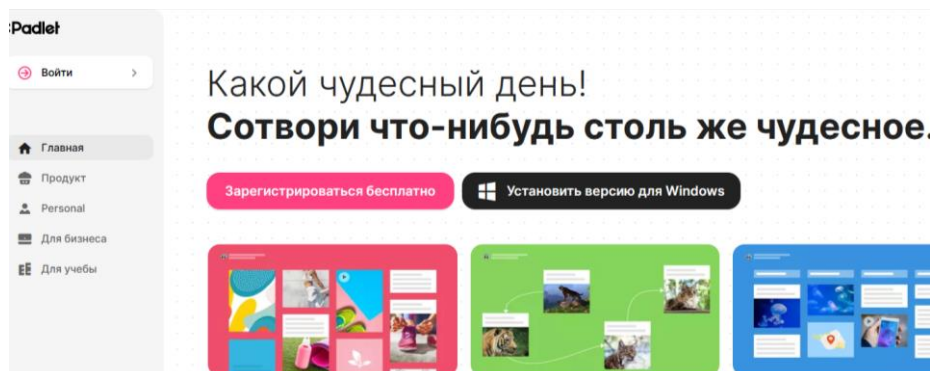 Padlet
Войти
Главная
Продукт
Personal
Для бизнеса
Для учебы
Какой чудесный день!
Сотвори что-нибудь столь же чудесное.
Зарегистрироваться бесплатно
Установить версию для Windows